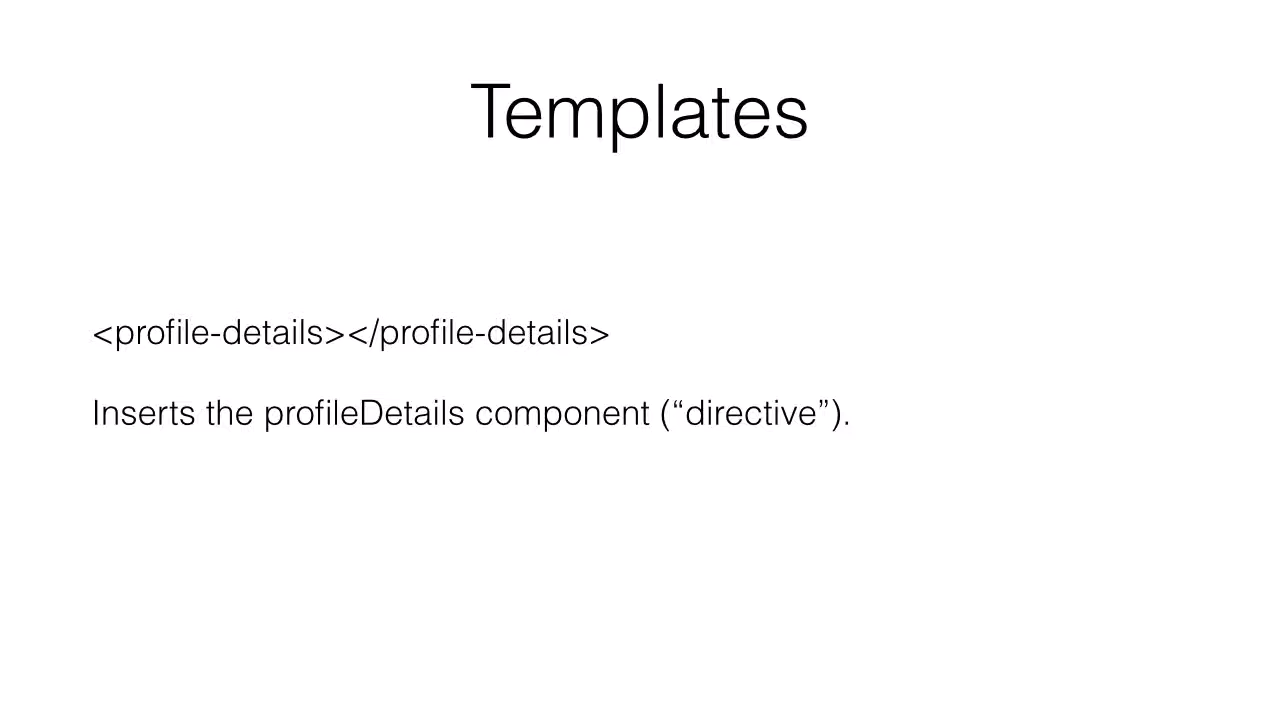 Templates
<profile-details></profile-details>
Inserts the profileDetails component (“directive”).